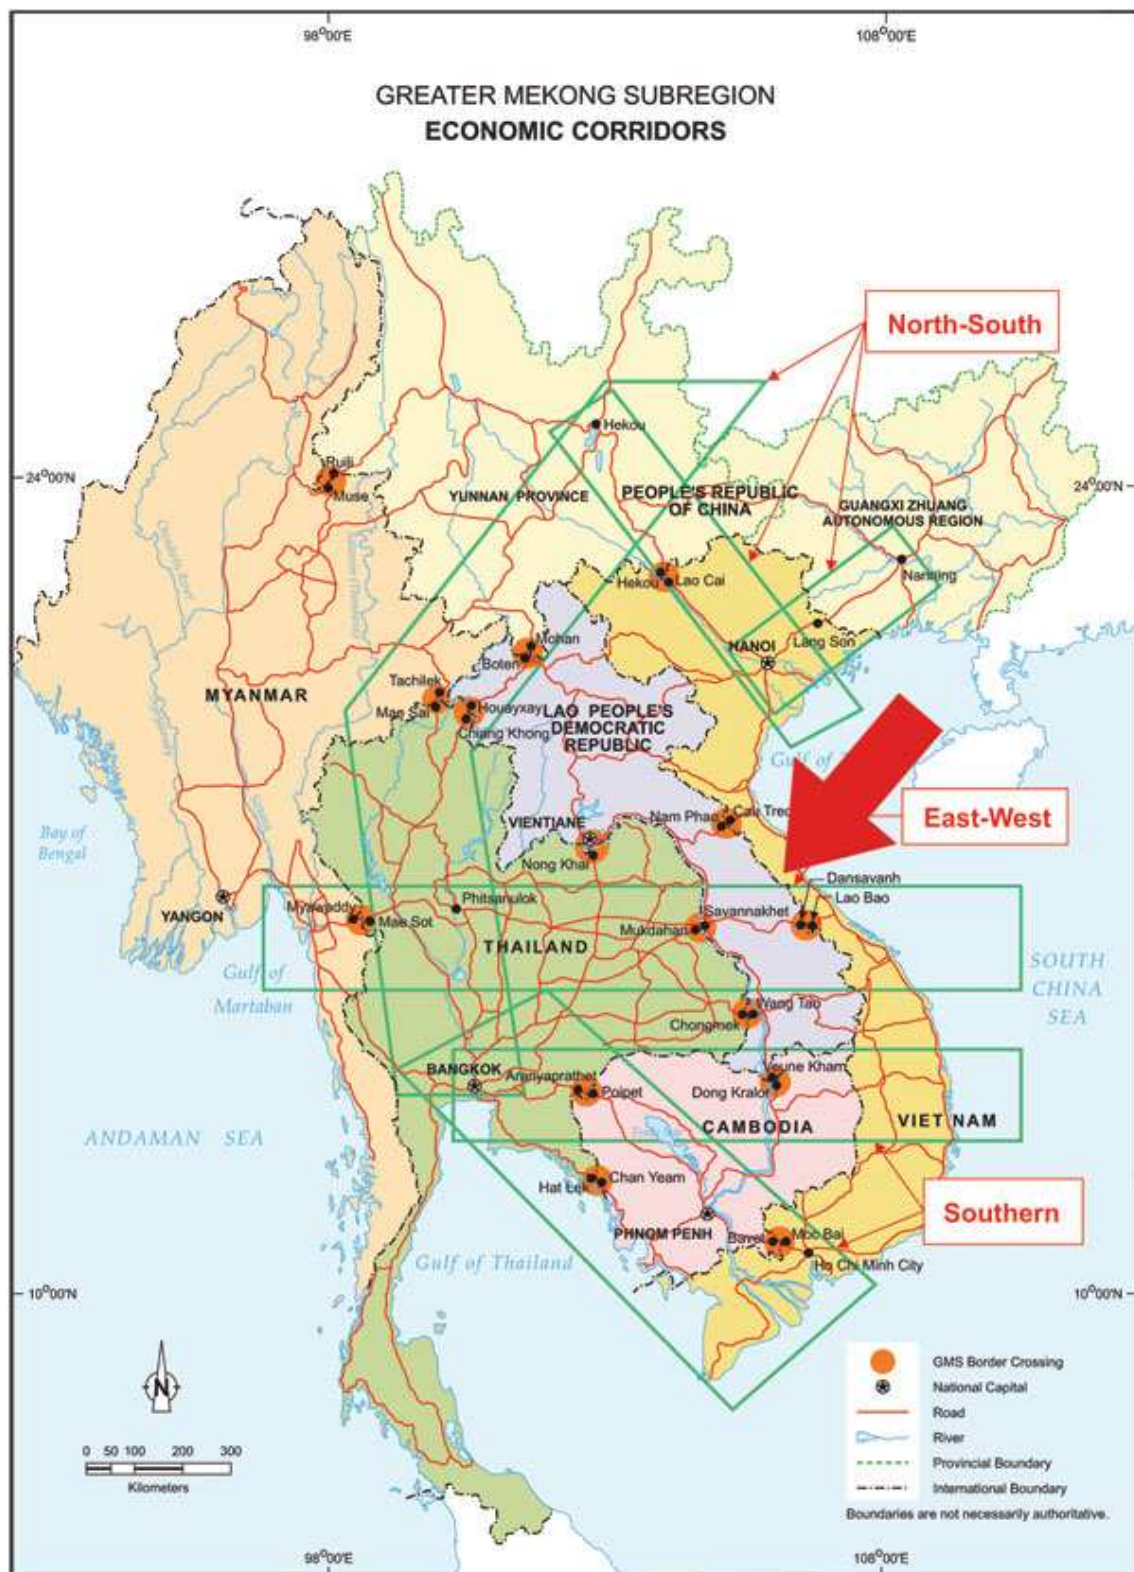 98°00'E
108°00'E
GREATER MEKONG SUBREGION
ECONOMIC CORRIDORS
North-South
Hekou
24°00'N
Ruili
Muse
YUNNAN PROVINCE
PEOPLE'S REPUBLIC
OF CHINA
GUANGXI ZHUANG
AUTONOMOUS REGION
24°00'N
Nanning
Hekou
Lao Cai
Lang Son
HANOI
Mohan
Boten
Tachilek
Mae Sai
MYANMAR
Houayxay
Chiang Khong
LAO PEOPLE'S
DEMOCRATIC
REPUBLIC
Gulf of
Nam Phao
Cau Treo
East-West
Bay of
Bengal
VIENTIANE
Nong Khai
Dansavanh
Lao Bao
YANGON
Myawaddy
Mae Sot
Phitsanulok
Savannakhet
Mukdahan
THAILAND
Gulf of
Martaban
SOUTH
CHINA
SEA
Wang Tao
Chongmek
BANGKOK
Aranyaprathet
Poipet
Veune Kham
Dong Kralor
CAMBODIA
VIET NAM
ANDAMAN SEA
Chan Yeam
Hat Lek
Southern
PHNOM PENH
Bavet
Moc Bai
Ho Chi Minh City
Gulf of Thailand
10°00'N
10°00'N
N
0 50 100 200 300
Kilometers
GMS Border Crossing
National Capital
Road
River
Provincial Boundary
International Boundary
Boundaries are not necessarily authoritative.
98°00'E
108°00'E